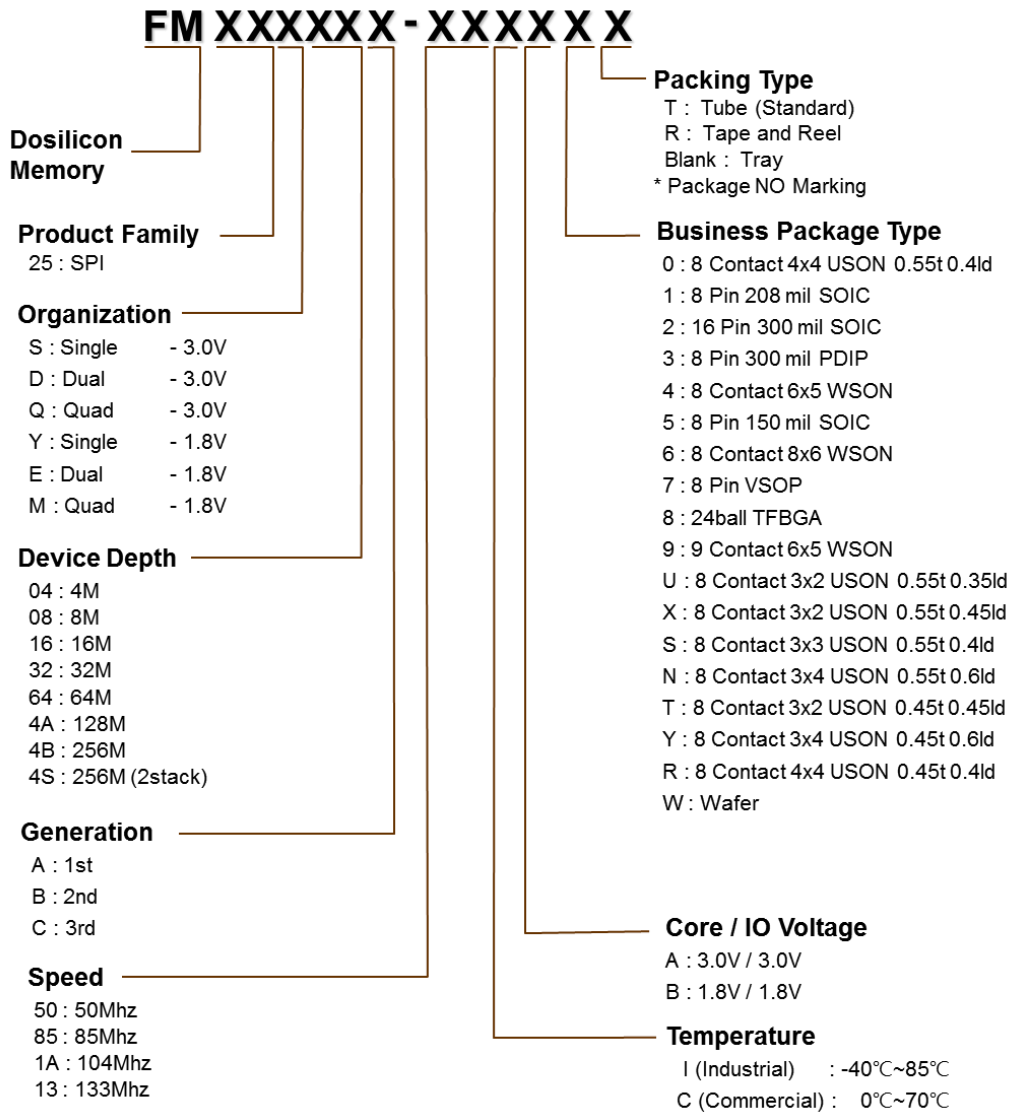 FM XXXXXX - XXXXXX
Dosilicon
Memory
Product Family
25 : SPI
Organization
S : Single - 3.0V
D : Dual - 3.0V
Q : Quad - 3.0V
Y : Single - 1.8V
E : Dual - 1.8V
M : Quad - 1.8V
Device Depth
04 : 4M
08 : 8M
16 : 16M
32 : 32M
64 : 64M
4A : 128M
4B : 256M
4S : 256M (2stack)
Generation
A : 1st
B : 2nd
C : 3rd
Speed
50 : 50Mhz
85 : 85Mhz
1A : 104Mhz
13 : 133Mhz
Packing Type
T : Tube (Standard)
R : Tape and Reel
Blank : Tray
* Package NO Marking
Business Package Type
0 : 8 Contact 4x4 USON 0.55t 0.4ld
1 : 8 Pin 208 mil SOIC
2 : 16 Pin 300 mil SOIC
3 : 8 Pin 300 mil PDIP
4 : 8 Contact 6x5 WSON
5 : 8 Pin 150 mil SOIC
6 : 8 Contact 8x6 WSON
7 : 8 Pin VSOP
8 : 24ball TFBGA
9 : 9 Contact 6x5 WSON
U : 8 Contact 3x2 USON 0.55t 0.35ld
X : 8 Contact 3x2 USON 0.55t 0.45ld
S : 8 Contact 3x3 USON 0.55t 0.4ld
N : 8 Contact 3x4 USON 0.55t 0.6ld
T : 8 Contact 3x2 USON 0.45t 0.45ld
Y : 8 Contact 3x4 USON 0.45t 0.6ld
R : 8 Contact 4x4 USON 0.45t 0.4ld
W : Wafer
Core / IO Voltage
A : 3.0V / 3.0V
B : 1.8V / 1.8V
Temperature
I (Industrial) : -40℃~85℃
C (Commercial) : 0℃~70℃